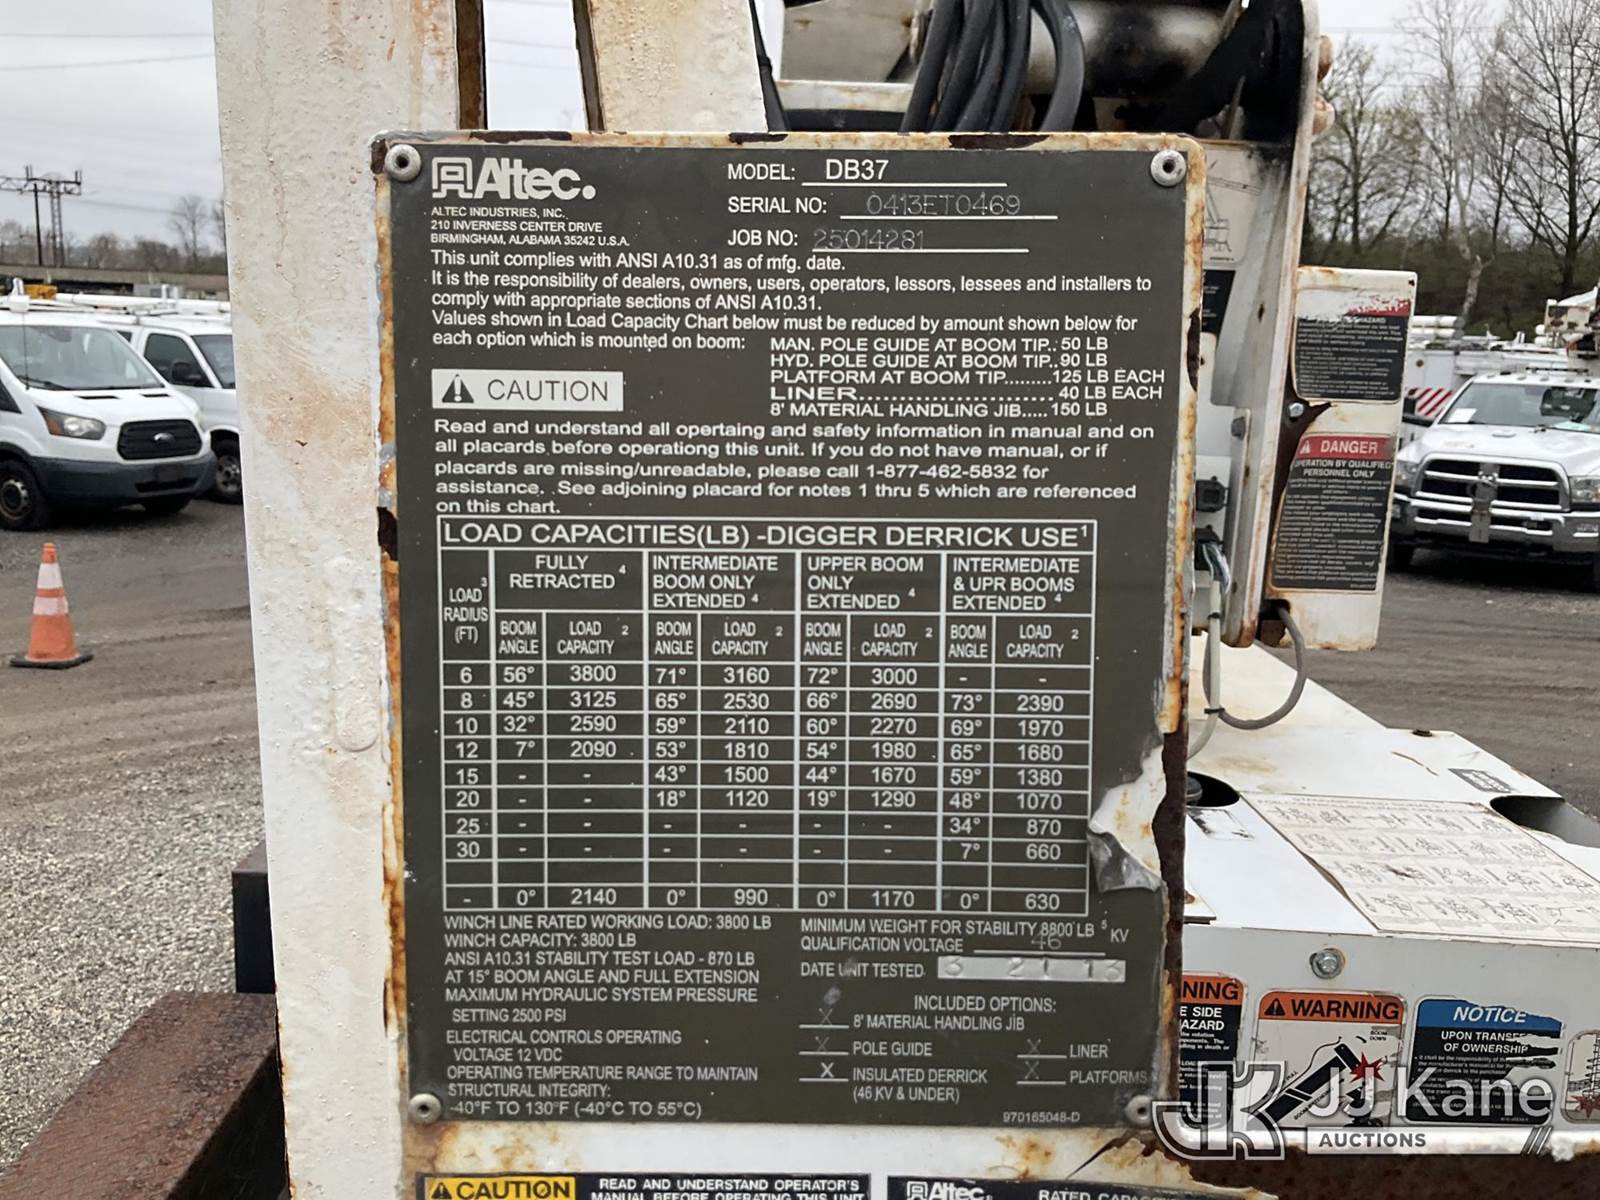 Altec.
ALTEC INDUSTRIES, INC.
210 INVERNESS CENTER DRIVE
BIRMINGHAM, ALABAMA 35242 U.S.A.
MODEL: DB37
SERIAL NO: 0413ET0469
JOB NO: 25014281
This unit complies with ANSI A10.31 as of mfg. date.
It is the responsibility of dealers, owners, users, operators, lessors, lessees and installers to
comply with appropriate sections of ANSI A10.31.
Values shown in Load Capacity Chart below must be reduced by amount shown below for
each option which is mounted on boom:
MAN. POLE GUIDE AT BOOM TIP.. 50 LB
HYD. POLE GUIDE AT BOOM TIP.. 90 LB
PLATFORM AT BOOM TIP......... 125 LB EACH
LINER.......................... 40 LB EACH
8' MATERIAL HANDLING JIB..... 150 LB
CAUTION
Read and understand all opertaing and safety information in manual and on
all placards before operationg this unit. If you do not have manual, or if
placards are missing/unreadable, please call 1-877-462-5832 for
assistance. .See adjoining placard for notes 1 thru 5 which are referenced
on this chart.
LOAD CAPACITIES(LB) -DIGGER DERRICK USE 1
LOAD 3 RADIUS (FT) | FULLY RETRACTED 4 | INTERMEDIATE BOOM ONLY EXTENDED 4 | UPPER BOOM ONLY EXTENDED 4 | INTERMEDIATE & UPR BOOMS EXTENDED 4
BOOM ANGLE | LOAD CAPACITY 2 | BOOM ANGLE | LOAD CAPACITY 2 | BOOM ANGLE | LOAD CAPACITY 2 | BOOM ANGLE | LOAD CAPACITY 2
6 56° 3800 71° 3160 72° 3000 - -
8 45° 3125 65° 2530 66° 2690 73° 2390
10 32° 2590 59° 2110 60° 2270 69° 1970
12 7° 2090 53° 1810 54° 1980 65° 1680
15 - - 43° 1500 44° 1670 59° 1380
20 - - 18° 1120 19° 1290 48° 1070
25 - - - - - - 34° 870
30 - - - - - - 7° 660
- 0° 2140 0° 990 0° 1170 0° 630
WINCH LINE RATED WORKING LOAD: 3800 LB
WINCH CAPACITY: 3800 LB
ANSI A10.31 STABILITY TEST LOAD - 870 LB
AT 15° BOOM ANGLE AND FULL EXTENSION
MAXIMUM HYDRAULIC SYSTEM PRESSURE
SETTING 2500 PSI
ELECTRICAL CONTROLS OPERATING
VOLTAGE 12 VDC
OPERATING TEMPERATURE RANGE TO MAINTAIN
STRUCTURAL INTEGRITY:
-40°F TO 130°F (-40°C TO 55°C)
MINIMUM WEIGHT FOR STABILITY 8800 LB 5
QUALIFICATION VOLTAGE 46 KV
DATE UNIT TESTED 3 21 13
INCLUDED OPTIONS:
X 8' MATERIAL HANDLING JIB
X POLE GUIDE
X LINER
X INSULATED DERRICK
(46 KV & UNDER)
X PLATFORMS
970165048-D
CAUTION
READ AND UNDERSTAND OPERATOR'S
MANUAL BEFORE OPERATING THIS UNIT
Altec
DANGER
OPERATION BY QUALIFIED
PERSONNEL ONLY
WARNING
NOTICE
UPON TRANSFER
OF OWNERSHIP
JJKane
AUCTIONS